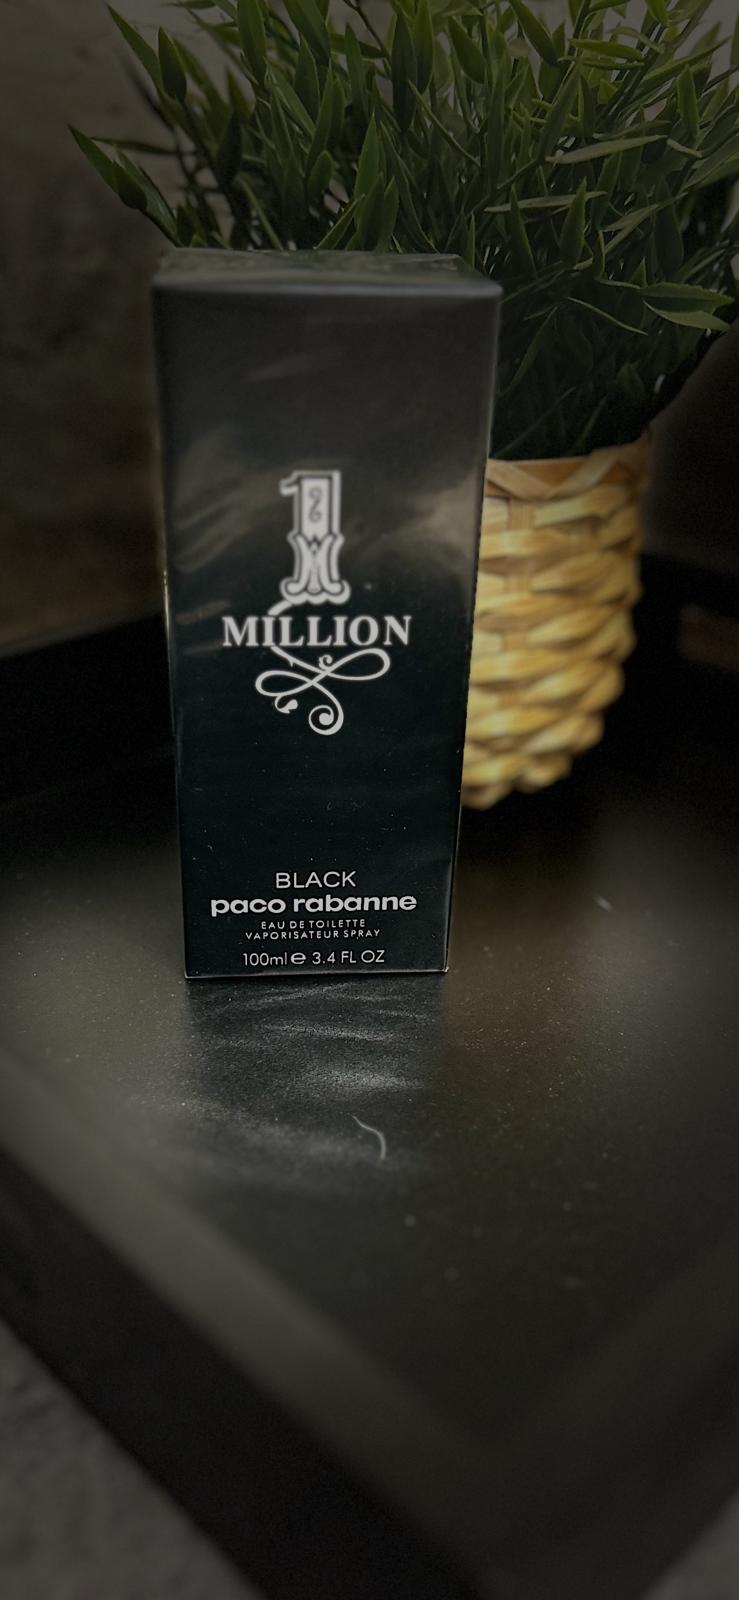 1
MILLION
BLACK
paco rabanne
EAU DE TOILETTE
VAPORISATEUR SPRAY
100ml e 3.4 FL OZ